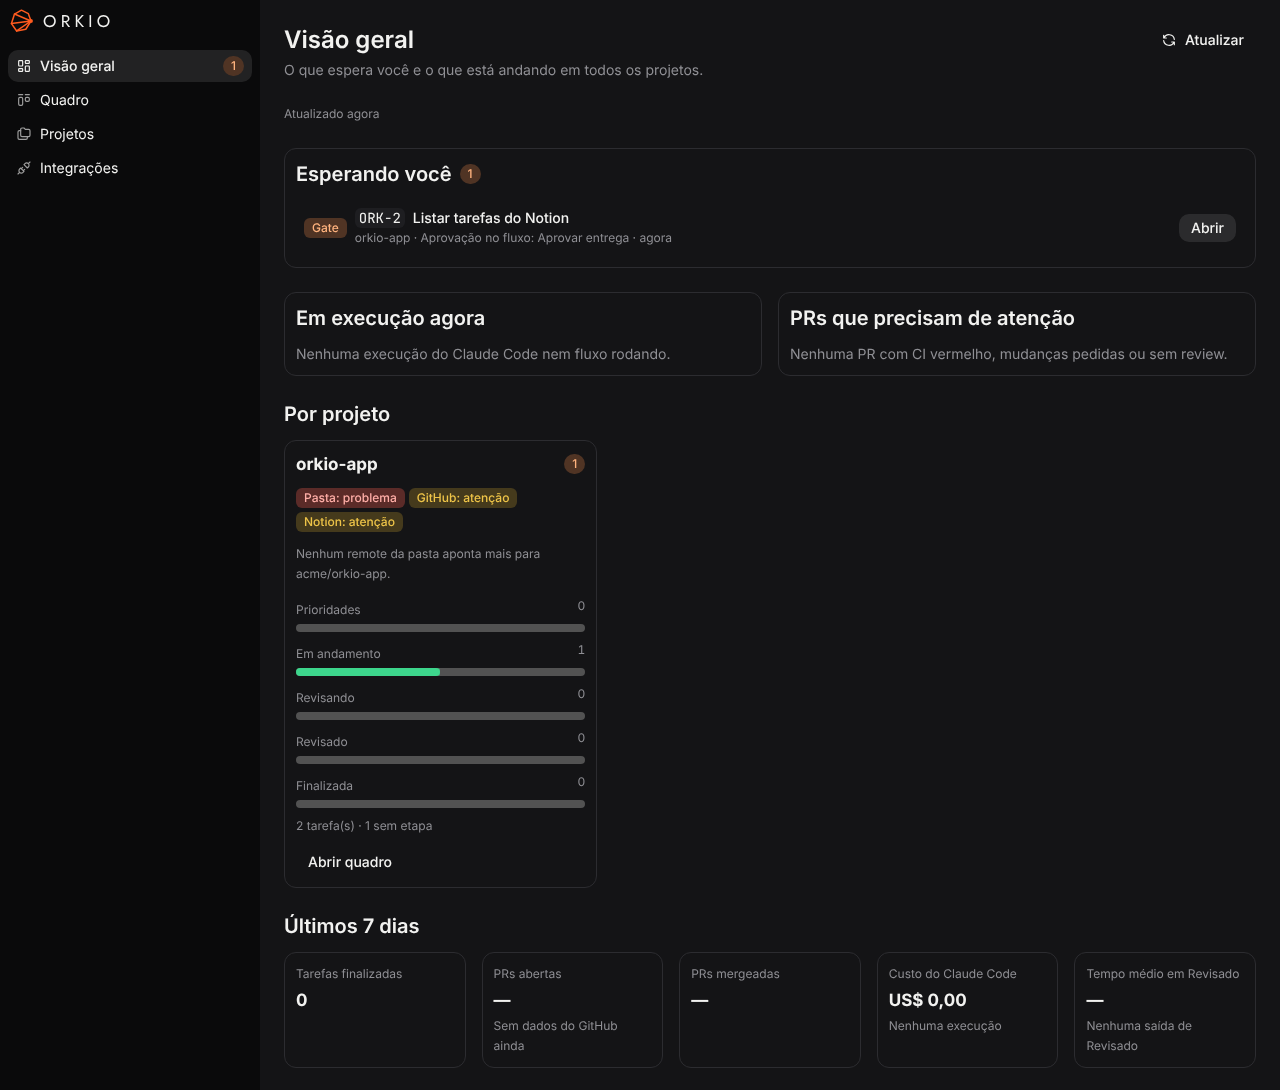 ORKIO
Visão geral 1
Quadro
Projetos
Integrações
Visão geral
Atualizar
O que espera você e o que está andando em todos os projetos.
Atualizado agora
Esperando você 1
Gate
ORK-2 Listar tarefas do Notion
orkio-app · Aprovação no fluxo: Aprovar entrega · agora
Abrir
Em execução agora
Nenhuma execução do Claude Code nem fluxo rodando.
PRs que precisam de atenção
Nenhuma PR com CI vermelho, mudanças pedidas ou sem review.
Por projeto
orkio-app 1
Pasta: problema GitHub: atenção
Notion: atenção
Nenhum remote da pasta aponta mais para
acme/orkio-app.
Prioridades 0
Em andamento 1
Revisando 0
Revisado 0
Finalizada 0
2 tarefa(s) · 1 sem etapa
Abrir quadro
Últimos 7 dias
Tarefas finalizadas
0
PRs abertas
—
Sem dados do GitHub
ainda
PRs mergeadas
—
Custo do Claude Code
US$ 0,00
Nenhuma execução
Tempo médio em Revisado
—
Nenhuma saída de
Revisado